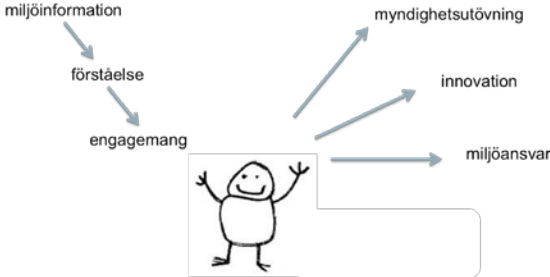 miljöinformation
myndighetsutövning
förståelse
innovation
engagemang
miljöansvar